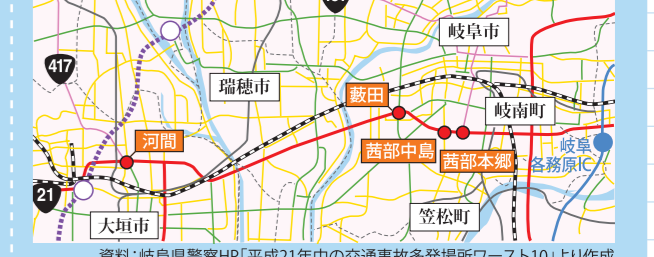 岐阜市
417
瑞穂市
藪田
岐南町
河間
茜部中島
茜部本郷
岐阜
各務原IC
21
大垣市
笠松町
資料:岐阜県警察HP「平成21年中の交通事故多発場所ワースト10」より作成